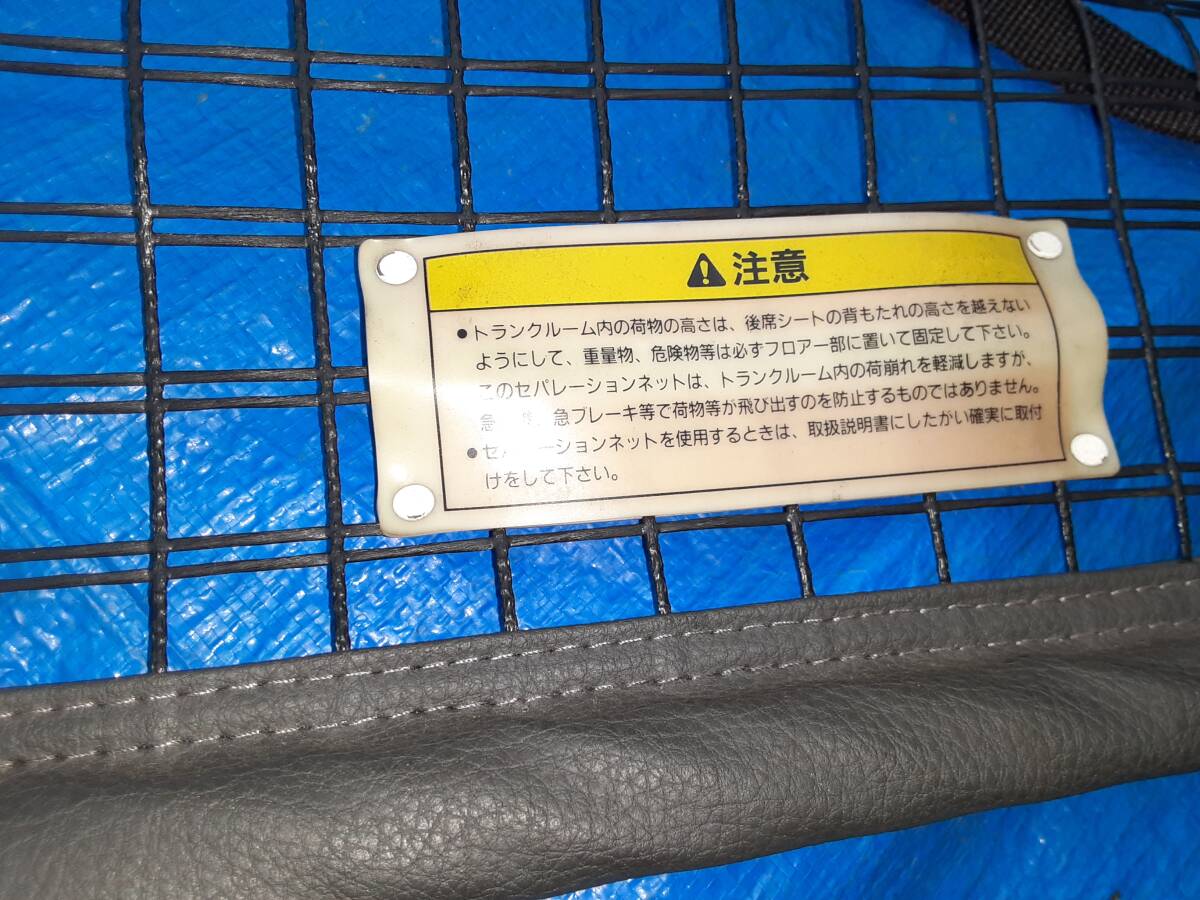 注意
●トランクルーム内の荷物の高さは、後席シートの背もたれの高さを越えない
ようにして、重量物、危険物等は必ずフロアー部に置いて固定して下さい。
このセパレーションネットは、トランクルーム内の荷崩れを軽減しますが、
急 急ブレーキ等で荷物等が飛び出すのを防止するものではありません。
●セパレーションネットを使用するときは、取扱説明書にしたがい確実に取付
けをして下さい。